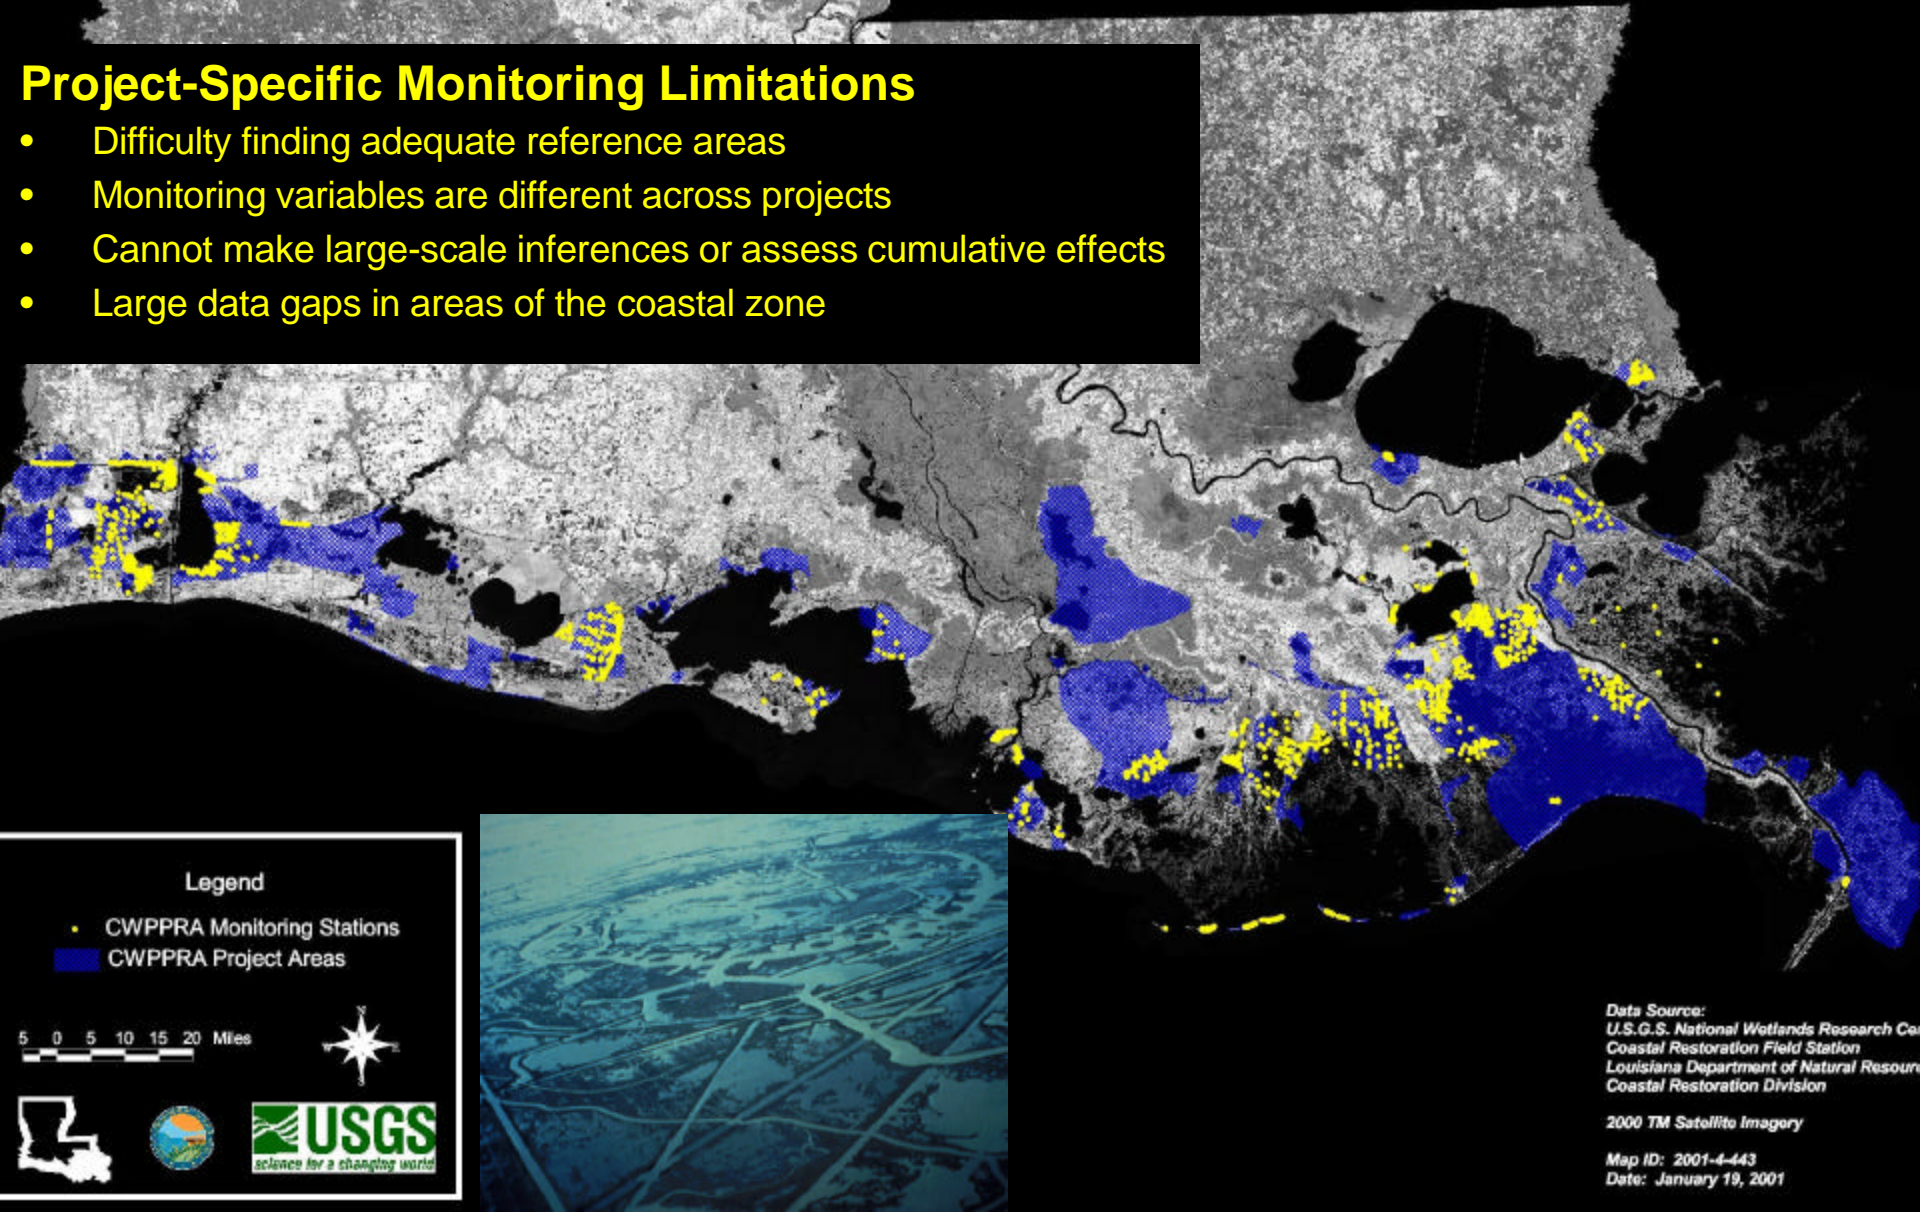 Project-Specific Monitoring Limitations
• Difficulty finding adequate reference areas
• Monitoring variables are different across projects
• Cannot make large-scale inferences or assess cumulative effects
• Large data gaps in areas of the coastal zone
Legend
CWPPRA Monitoring Stations
CWPPRA Project Areas
5 0 5 10 15 20 Miles
N
W E
S
USGS
science for a changing world
Data Source:
U.S.G.S. National Wetlands Research
Coastal Restoration Field Station
Louisiana Department of Natural
Coastal Restoration Division
2000 TM Satellite Imagery
Map ID: 2001-4-443
Date: January 19, 2001